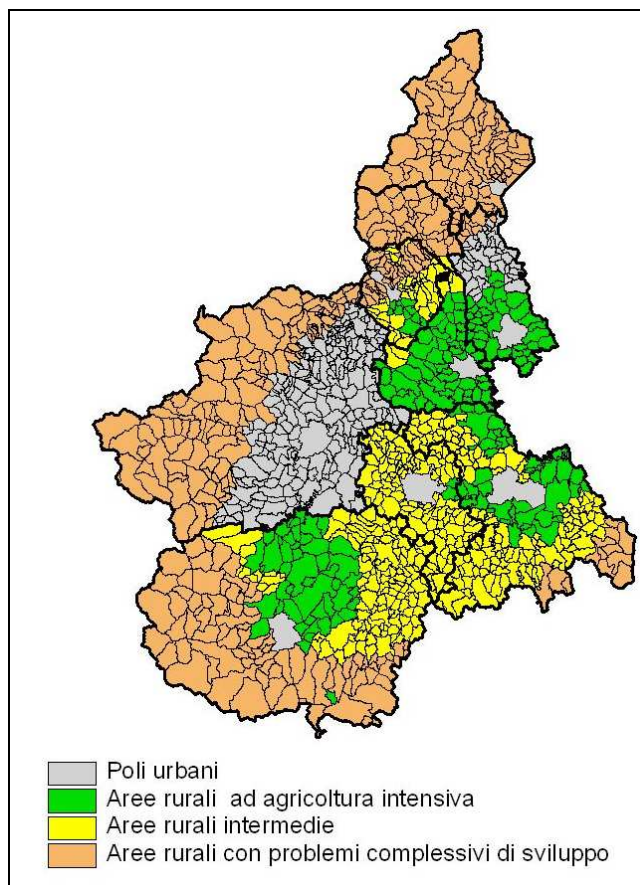 Poli urbani
Aree rurali ad agricoltura intensiva
Aree rurali intermedie
Aree rurali con problemi complessivi di sviluppo